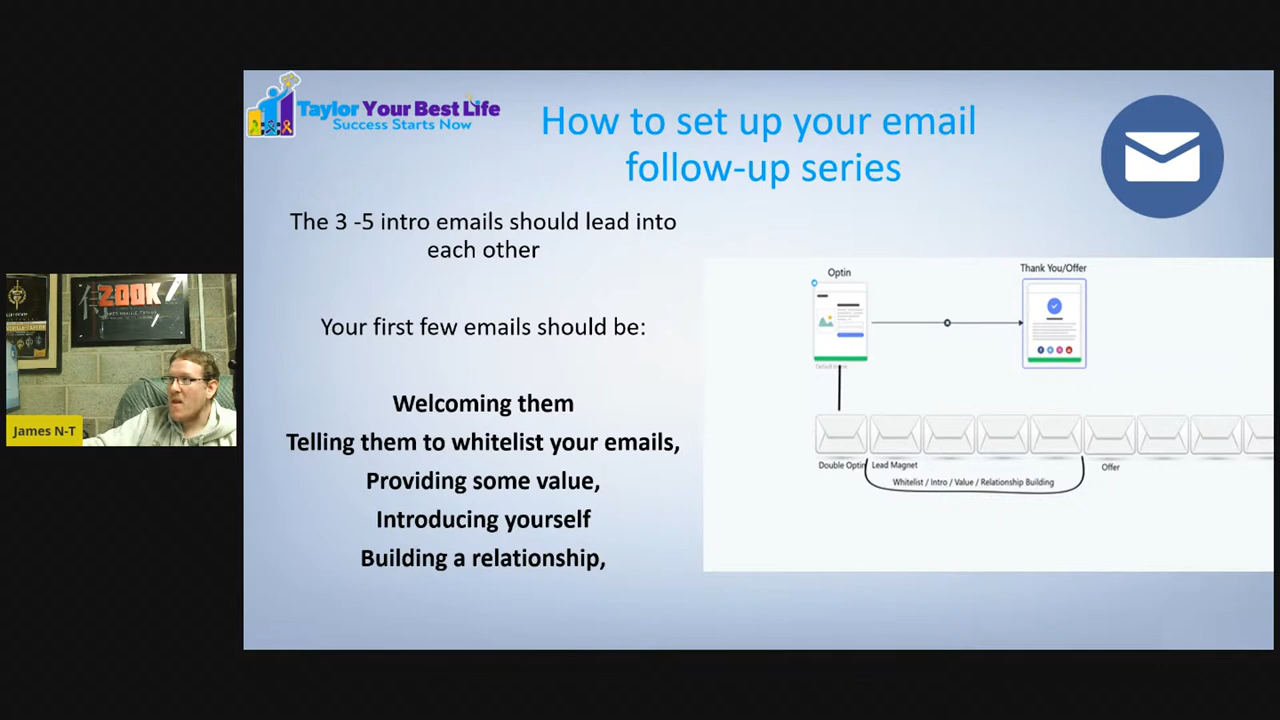 Taylor Your Best Life
Success Starts Now
How to set up your email
follow-up series
The 3 -5 intro emails should lead into
each other
Your first few emails should be:
Welcoming them
Telling them to whitelist your emails,
Providing some value,
Introducing yourself
Building a relationship,
Optin
Thank You/Offer
Double Optin
Lead Magnet
Offer
Whitelist / Intro / Value / Relationship Building
ZOOK
James N-T